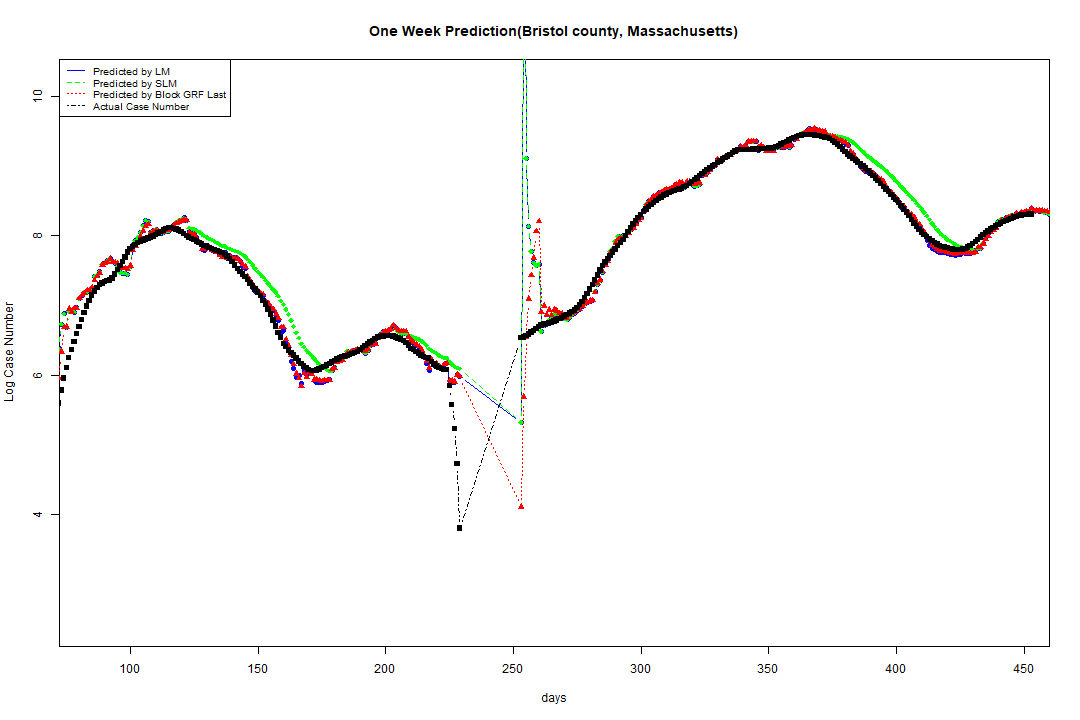 One Week Prediction(Bristol county, Massachusetts)
Predicted by LM
Predicted by SLM
Predicted by Block GRF Last
Actual Case Number
10
8
6
4
Log Case Number
100 150 200 250 300 350 400 450
days